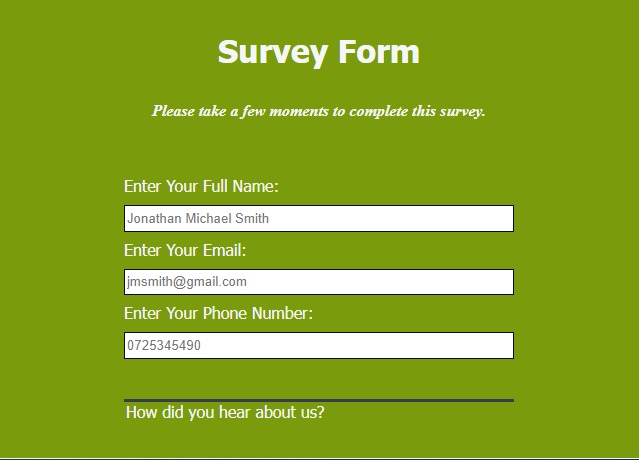 Survey Form
Please take a few moments to complete this survey.
Enter Your Full Name:
Jonathan Michael Smith
Enter Your Email:
jmsmith@gmail.com
Enter Your Phone Number:
0725345490
How did you hear about us?